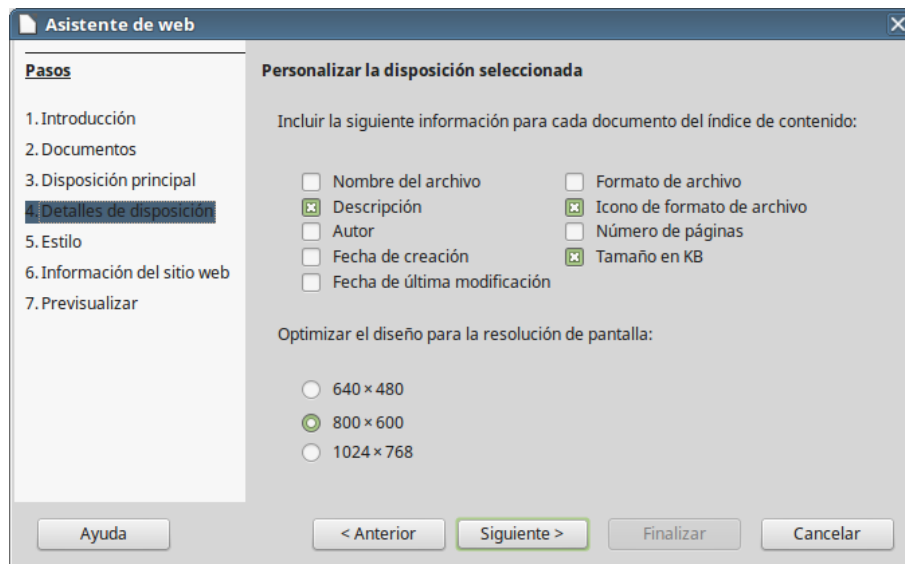 Asistente de web
Pasos
1. Introducción
2. Documentos
3. Disposición principal
4. Detalles de disposición
5. Estilo
6. Información del sitio web
7. Previsualizar
Personalizar la disposición seleccionada
Incluir la siguiente información para cada documento del índice de contenido:
Nombre del archivo
Descripción
Autor
Fecha de creación
Fecha de última modificación
Formato de archivo
Icono de formato de archivo
Número de páginas
Tamaño en KB
Optimizar el diseño para la resolución de pantalla:
640 × 480
800 × 600
1024 × 768
Ayuda
< Anterior
Siguiente >
Finalizar
Cancelar